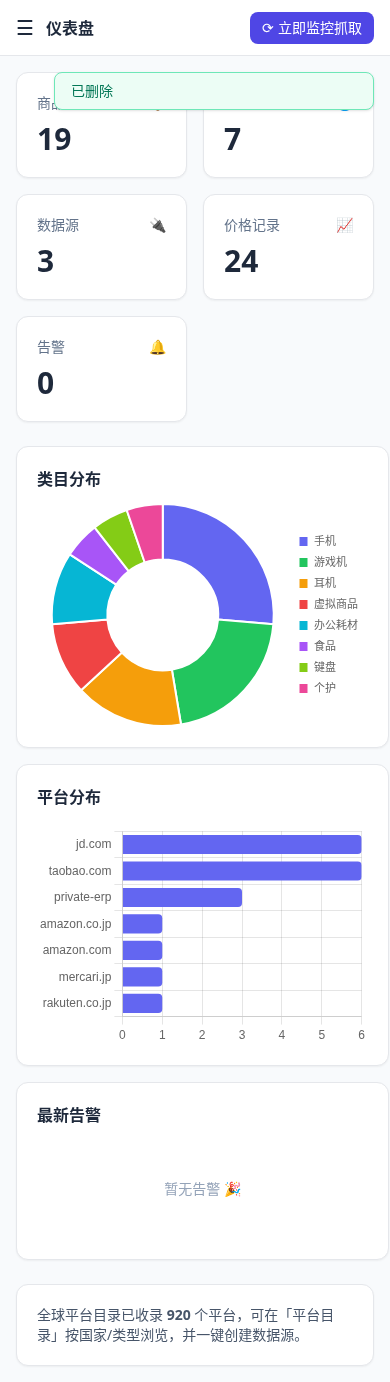 ☰ 仪表盘
⟳ 立即监控抓取
已删除
19
7
数据源
3
价格记录
24
告警
0
类目分布
手机
游戏机
耳机
虚拟商品
办公耗材
食品
键盘
个护
平台分布
jd.com
taobao.com
private-erp
amazon.co.jp
amazon.com
mercari.jp
rakuten.co.jp
0 1 2 3 4 5 6
最新告警
暂无告警 🎉
全球平台目录已收录 920 个平台，可在「平台目
录」按国家/类型浏览，并一键创建数据源。